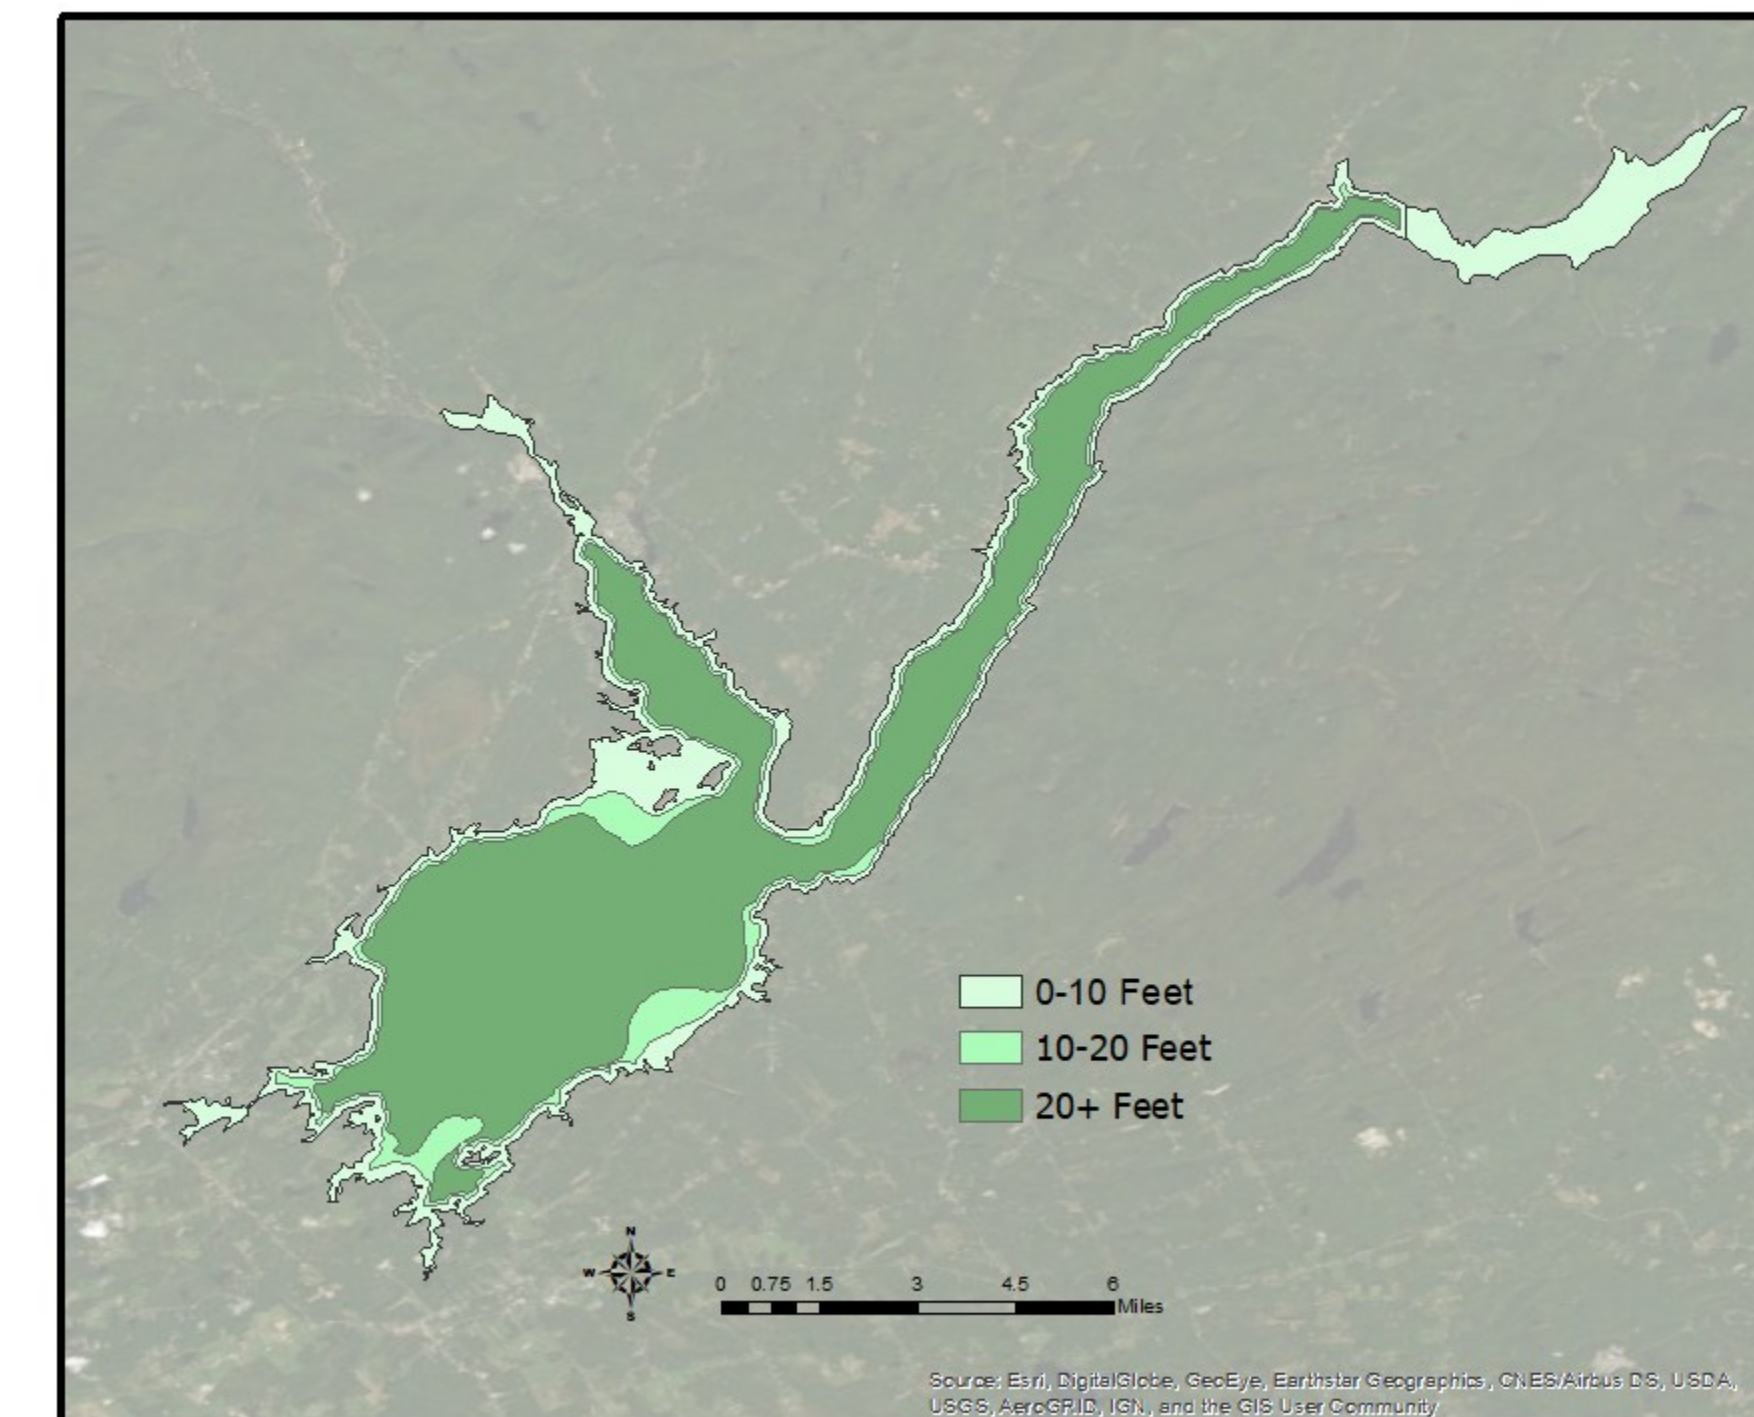 0-10 Feet
10-20 Feet
20+ Feet
N
W E
S
0 0.75 1.5 3 4.5 6
Miles
Source: Esri, DigitalGlobe, GeoEye, Earthstar Geographics, CNES/Airbus DS, USDA,
USGS, AeroGRID, IGN, and the GIS User Community